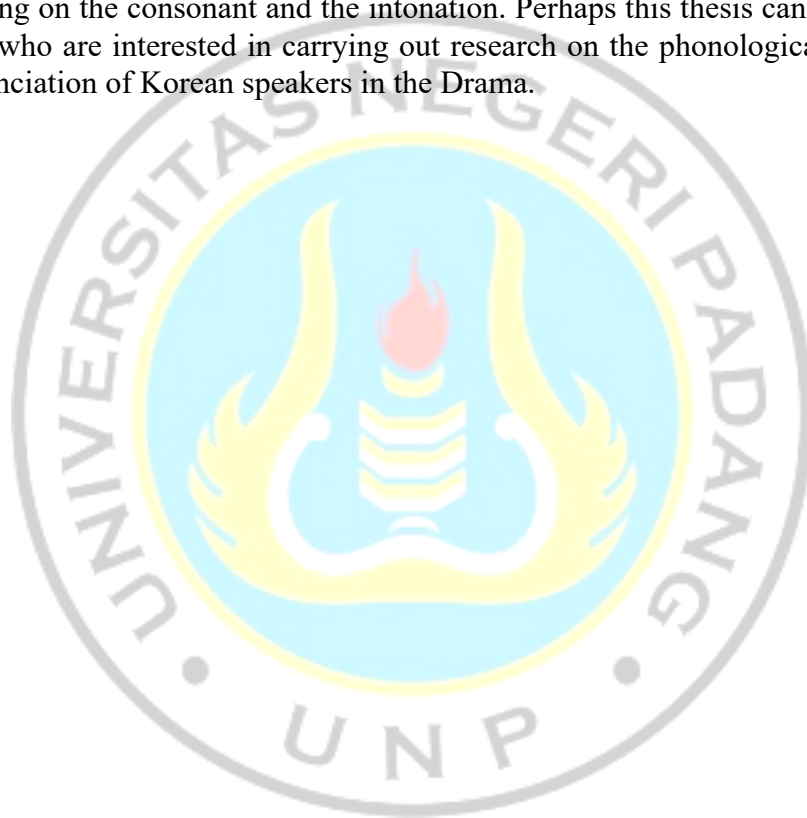 ng on the consonant and the intonation. Perhaps this thesis can
who are interested in carrying out research on the phonologica
nciation of Korean speakers in the Drama.
UNIVERSITAS NEGERI PADANG
UNP